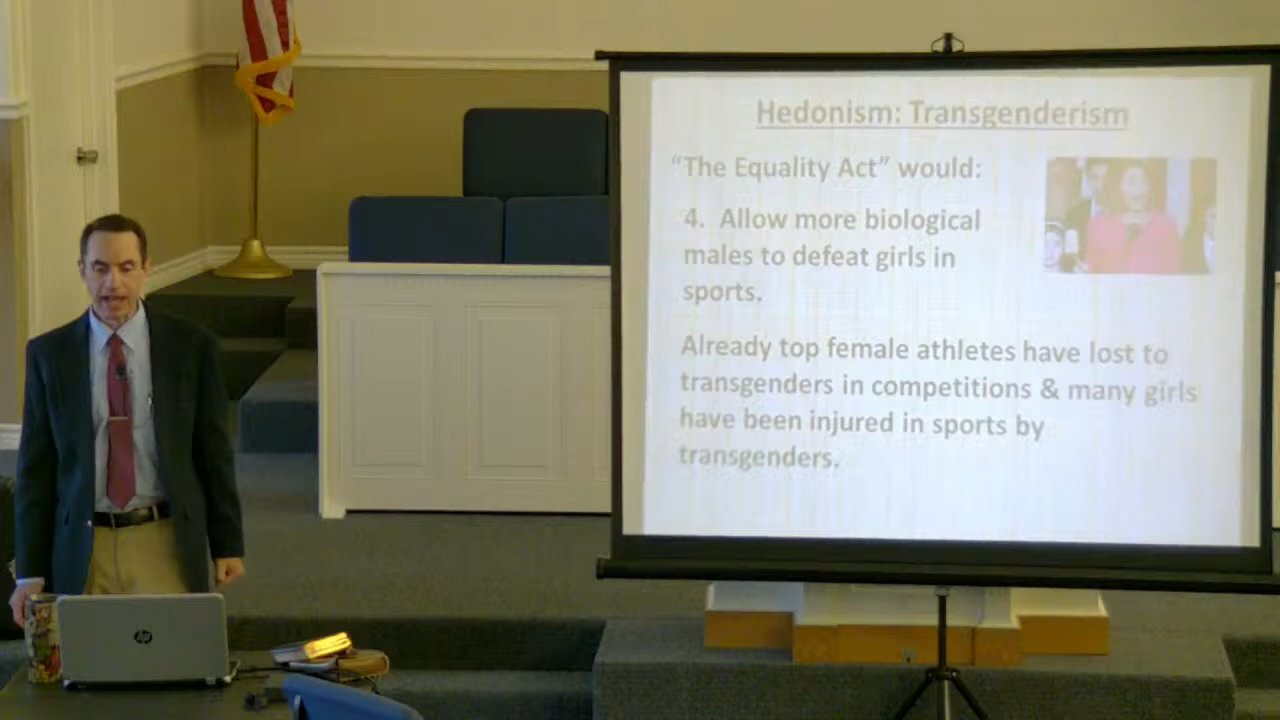 Hedonism: Transgenderism
“The Equality Act” would:
4. Allow more biological
males to defeat girls in
sports.
Already top female athletes have lost to
transgenders in competitions & many girls
have been injured in sports by
transgenders.
hp